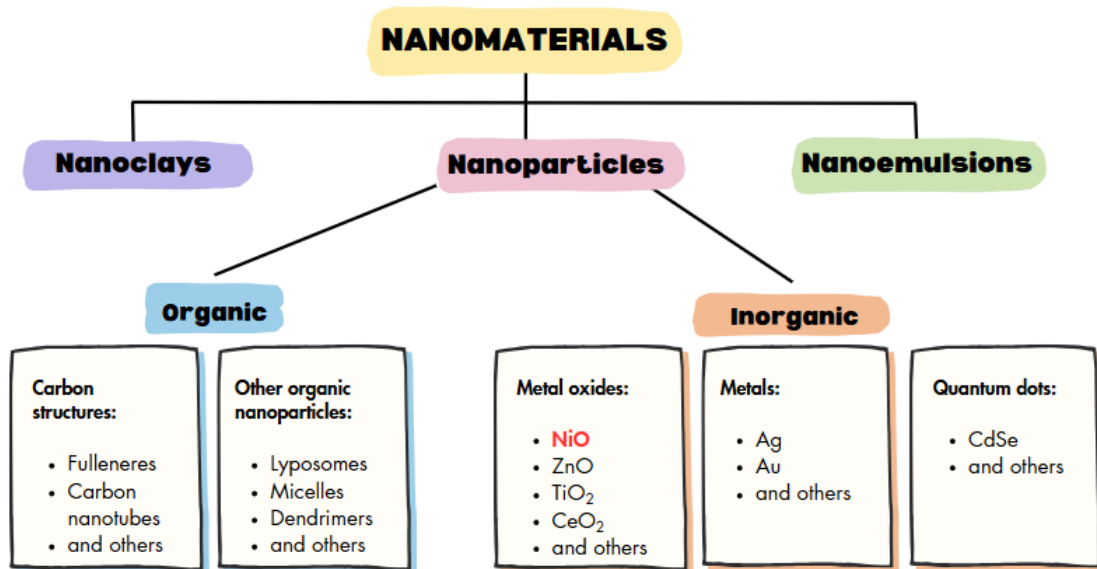 NANOMATERIALS
Nanoclays
Nanoparticles
Nanoemulsions
Organic
Inorganic
Carbon
structures:
• Fullerenes
• Carbon
nanotubes
• and others
Other organic
nanoparticles:
• Lyposomes
• Micelles
• Dendrimers
• and others
Metal oxides:
• NiO
• ZnO
• TiO₂
• CeO₂
• and others
Metals:
• Ag
• Au
• and others
Quantum dots:
• CdSe
• and others